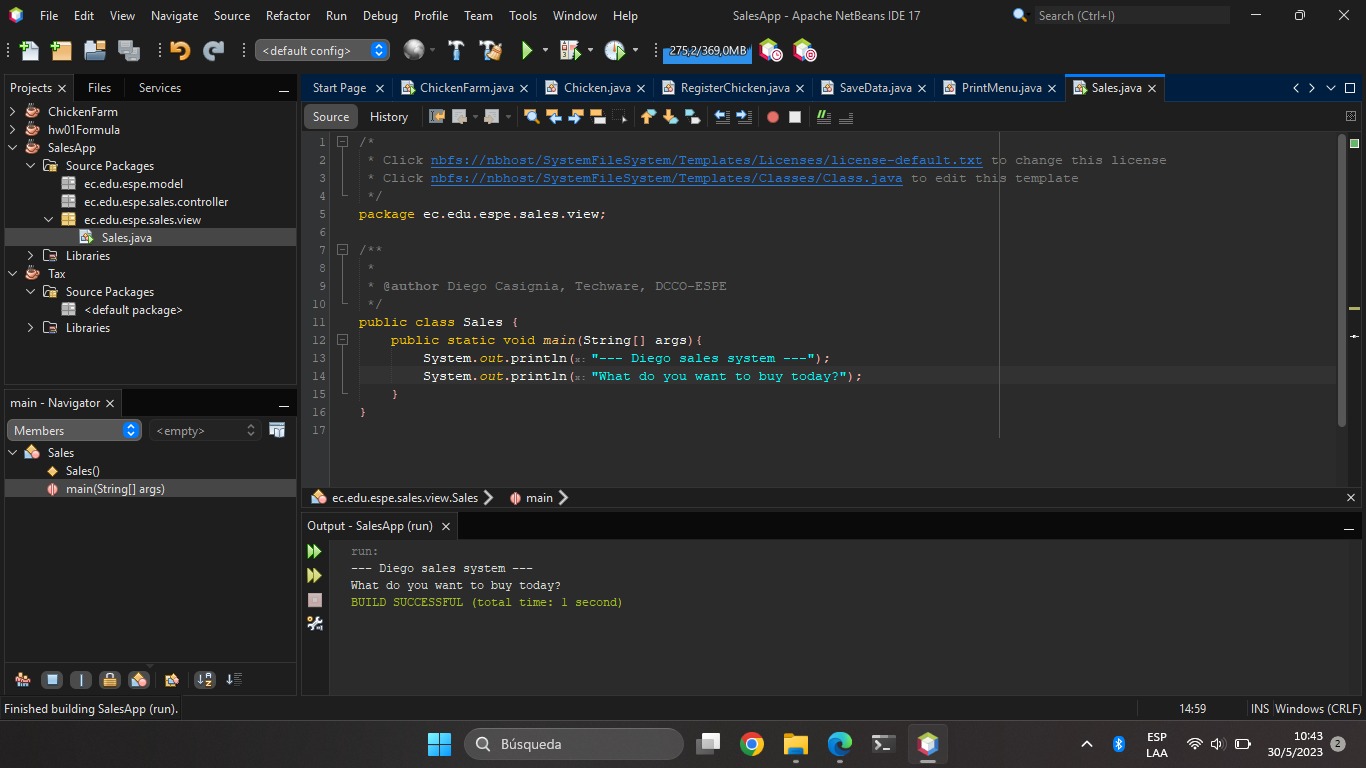 File Edit View Navigate Source Refactor Run Debug Profile Team Tools Window Help
SalesApp - Apache NetBeans IDE 17
Search (Ctrl+I)
<default config>
275,2/369,0MB
Projects Files Services
ChickenFarm
hw01Formula
SalesApp
Source Packages
ec.edu.espe.model
ec.edu.espe.sales.controller
ec.edu.espe.sales.view
Sales.java
Libraries
Tax
Source Packages
<default package>
Libraries
main - Navigator
Members <empty>
Sales
Sales()
main(String[] args)
Start Page ChickenFarm.java Chicken.java RegisterChicken.java SaveData.java PrintMenu.java Sales.java
Source History
1 /*
2 * Click nbfs://nbhost/SystemFileSystem/Templates/Licenses/license-default.txt to change this license
3 * Click nbfs://nbhost/SystemFileSystem/Templates/Classes/Class.java to edit this template
4 */
5 package ec.edu.espe.sales.view;
6
7 /**
8 *
9 * @author Diego Casignia, Techware, DCCO-ESPE
10 */
11 public class Sales {
12 public static void main(String[] args){
13 System.out.println(x: "--- Diego sales system ---");
14 System.out.println(x: "What do you want to buy today?");
15 }
16 }
17
ec.edu.espe.sales.view.Sales main
Output - SalesApp (run)
run:
--- Diego sales system ---
What do you want to buy today?
BUILD SUCCESSFUL (total time: 1 second)
Finished building SalesApp (run).
14:59 INS Windows (CRLF)
Búsqueda
ESP
LAA
10:43
30/5/2023
2